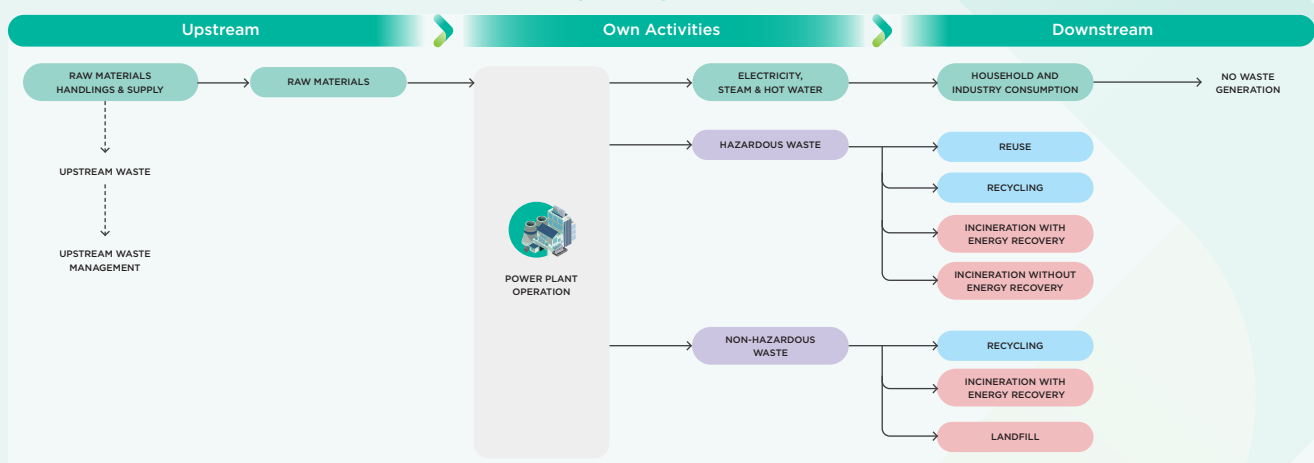 Upstream
Own Activities
Downstream
RAW MATERIALS
HANDLINGS & SUPPLY
RAW MATERIALS
ELECTRICITY,
STEAM & HOT WATER
HOUSEHOLD AND
INDUSTRY CONSUMPTION
NO WASTE
GENERATION
UPSTREAM WASTE
UPSTREAM WASTE
MANAGEMENT
POWER PLANT
OPERATION
HAZARDOUS WASTE
REUSE
RECYCLING
INCINERATION WITH
ENERGY RECOVERY
INCINERATION WITHOUT
ENERGY RECOVERY
NON-HAZARDOUS
WASTE
RECYCLING
INCINERATION WITH
ENERGY RECOVERY
LANDFILL